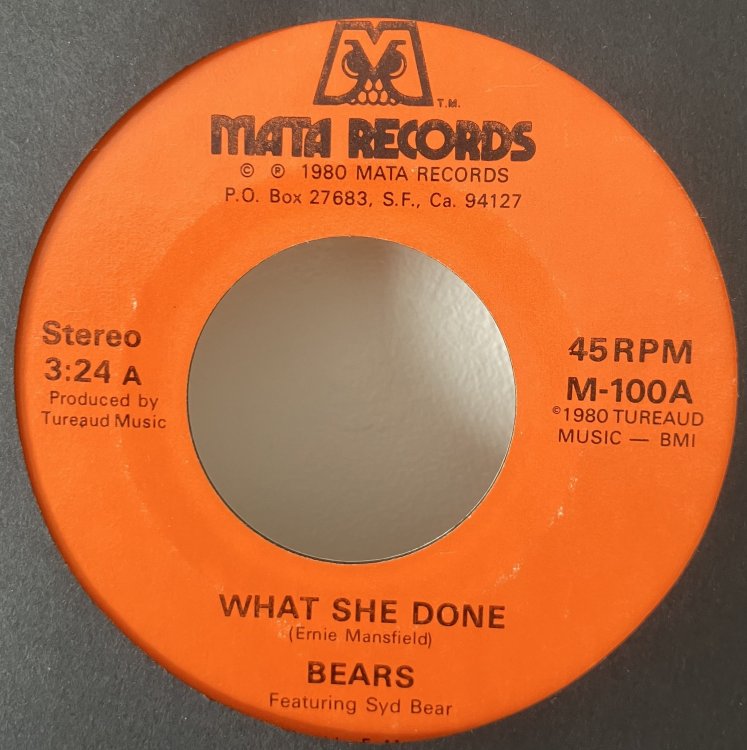 T.M.
MATA RECORDS
© ℗ 1980 MATA RECORDS
P.O. Box 27683, S.F., Ca. 94127
Stereo
3:24 A
Produced by
Tureaud Music
45 RPM
M-100A
©1980 TUREAUD
MUSIC — BMI
WHAT SHE DONE
(Ernie Mansfield)
BEARS
Featuring Syd Bear